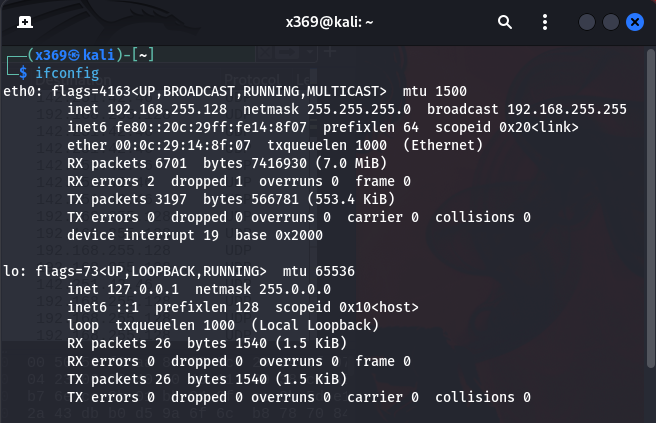 x369@kali: ~
(x369㉿kali)-[~]
$ ifconfig
eth0: flags=4163<UP,BROADCAST,RUNNING,MULTICAST>  mtu 1500
        inet 192.168.255.128  netmask 255.255.255.0  broadcast 192.168.255.255
        inet6 fe80::20c:29ff:fe14:8f07  prefixlen 64  scopeid 0x20<link>
        ether 00:0c:29:14:8f:07  txqueuelen 1000  (Ethernet)
        RX packets 6701  bytes 7416930 (7.0 MiB)
        RX errors 2  dropped 1  overruns 0  frame 0
        TX packets 3197  bytes 566781 (553.4 KiB)
        TX errors 0  dropped 0 overruns 0  carrier 0  collisions 0
        device interrupt 19  base 0x2000
lo: flags=73<UP,LOOPBACK,RUNNING>  mtu 65536
        inet 127.0.0.1  netmask 255.0.0.0
        inet6 ::1  prefixlen 128  scopeid 0x10<host>
        loop  txqueuelen 1000  (Local Loopback)
        RX packets 26  bytes 1540 (1.5 KiB)
        RX errors 0  dropped 0  overruns 0  frame 0
        TX packets 26  bytes 1540 (1.5 KiB)
        TX errors 0  dropped 0 overruns 0  carrier 0  collisions 0